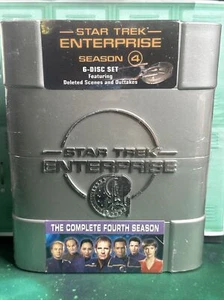 STAR TREK
ENTERPRISE
SEASON 4
6-DISC SET
Featuring
Deleted Scenes and Outtakes
STAR TREK
ENTERPRISE
THE COMPLETE FOURTH SEASON